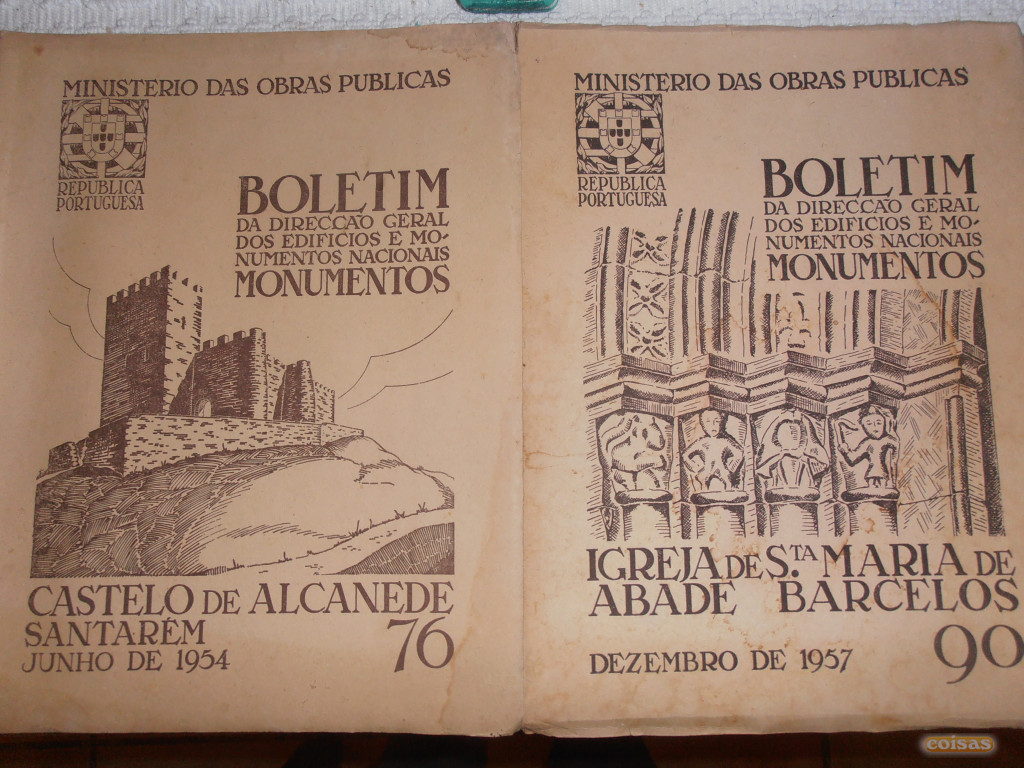 MINISTERIO DAS OBRAS PUBLICAS
REPUBLICA
PORTUGUESA
BOLETIM
DA DIRECÇÃO GERAL
DOS EDIFICIOS E MO-
NUMENTOS NACIONAIS
MONUMENTOS
CASTELO DE ALCANEDE
SANTARÉM
JUNHO DE 1954
76
MINISTERIO DAS OBRAS PUBLICAS
REPUBLICA
PORTUGUESA
BOLETIM
DA DIRECÇÃO GERAL
DOS EDIFICIOS E MO-
NUMENTOS NACIONAIS
MONUMENTOS
IGREJA DE S.TA MARIA DE
ABADE BARCELOS
DEZEMBRO DE 1957
90
coisas